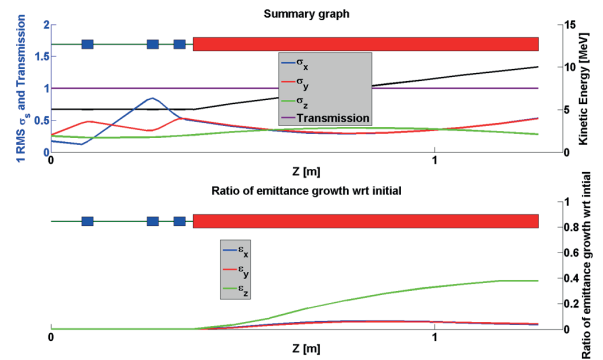 Summary graph
2
1.5
1
0.5
0
15
10
5
0
σx
σy
σz
Transmission
0
1
Z [m]
1 RMS σs and Transmission
Kinetic Energy [MeV]
Ratio of emittance growth wrt initial
1
0.8
0.6
0.4
0.2
0
εx
εy
εz
0
1
Z [m]
Ratio of emittance growth wrt intial